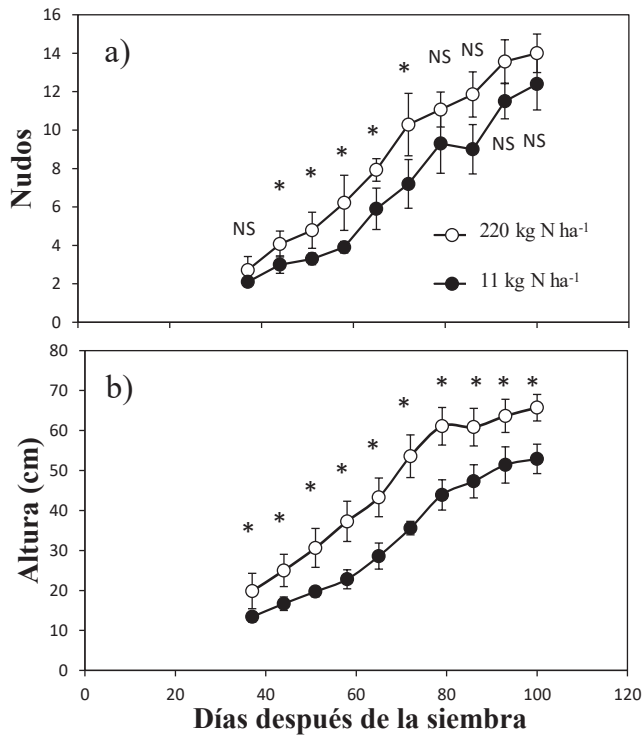 16
14
12
10
8
6
4
2
0
Nudos
a)
NS
*
*
*
*
*
NS
NS
NS
NS
220 kg N ha⁻¹
11 kg N ha⁻¹
80
70
60
50
40
30
20
10
0
Altura (cm)
b)
*
*
*
*
*
*
*
*
*
*
0 20 40 60 80 100 120
Días después de la siembra